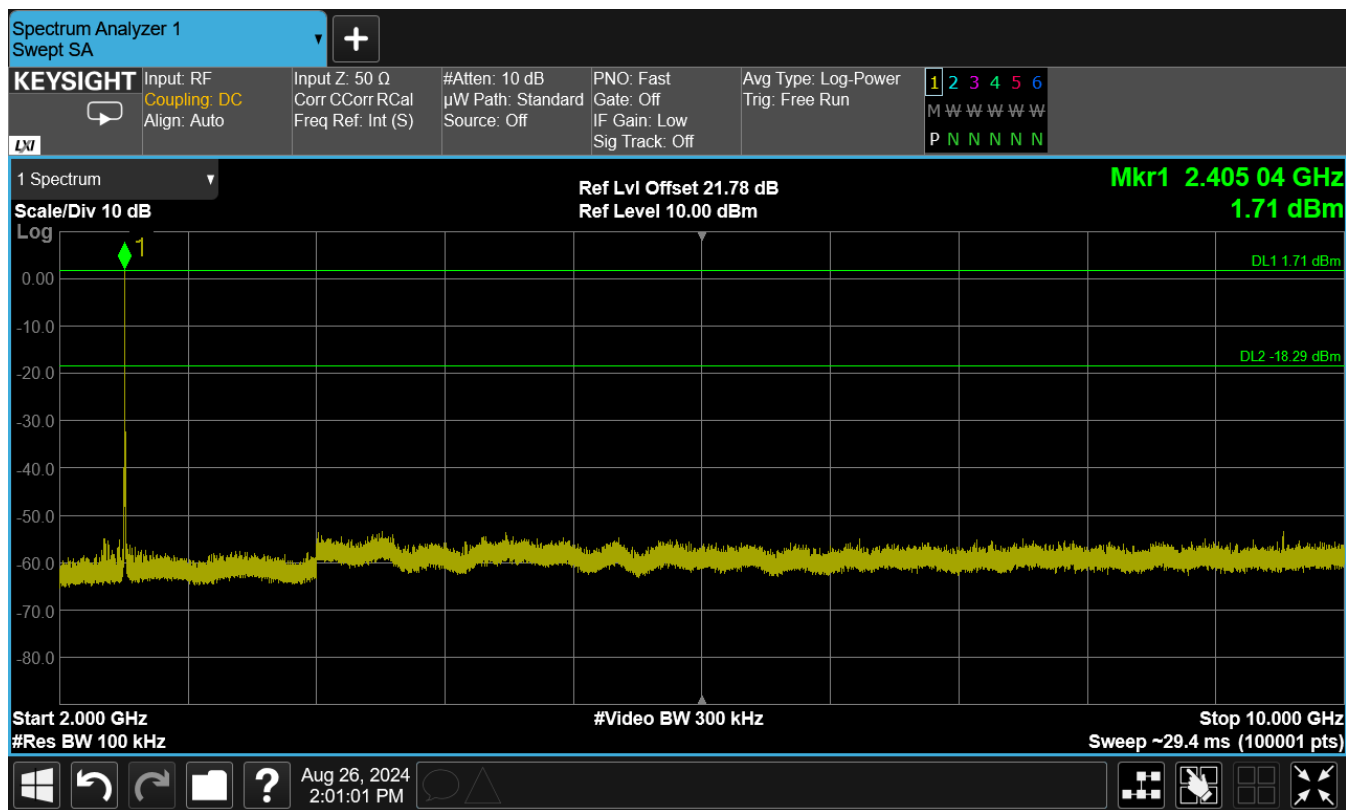 Spectrum Analyzer 1
Swept SA
+
KEYSIGHT
LXI
Input: RF
Coupling: DC
Align: Auto
Input Z: 50 Ω
Corr CCorr RCal
Freq Ref: Int (S)
#Atten: 10 dB
µW Path: Standard
Source: Off
PNO: Fast
Gate: Off
IF Gain: Low
Sig Track: Off
Avg Type: Log-Power
Trig: Free Run
1 2 3 4 5 6
M W W W W W
P N N N N N
1 Spectrum
Scale/Div 10 dB
Log
Ref Lvl Offset 21.78 dB
Ref Level 10.00 dBm
Mkr1 2.405 04 GHz
1.71 dBm
1
DL1 1.71 dBm
0.00
-10.0
DL2 -18.29 dBm
-20.0
-30.0
-40.0
-50.0
-60.0
-70.0
-80.0
Start 2.000 GHz
#Res BW 100 kHz
#Video BW 300 kHz
Stop 10.000 GHz
Sweep ~29.4 ms (100001 pts)
?
Aug 26, 2024
2:01:01 PM